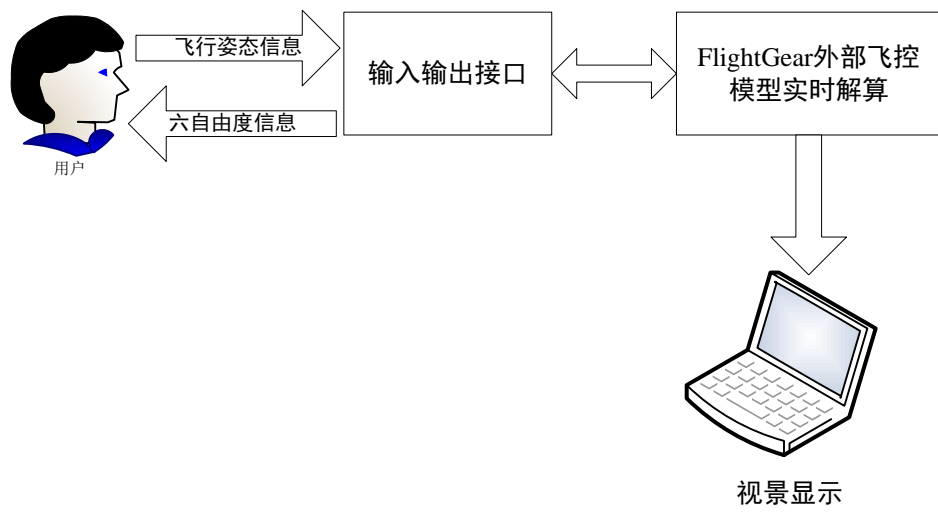 飞行姿态信息
六自由度信息
用户
输入输出接口
FlightGear外部飞控
模型实时解算
视景显示